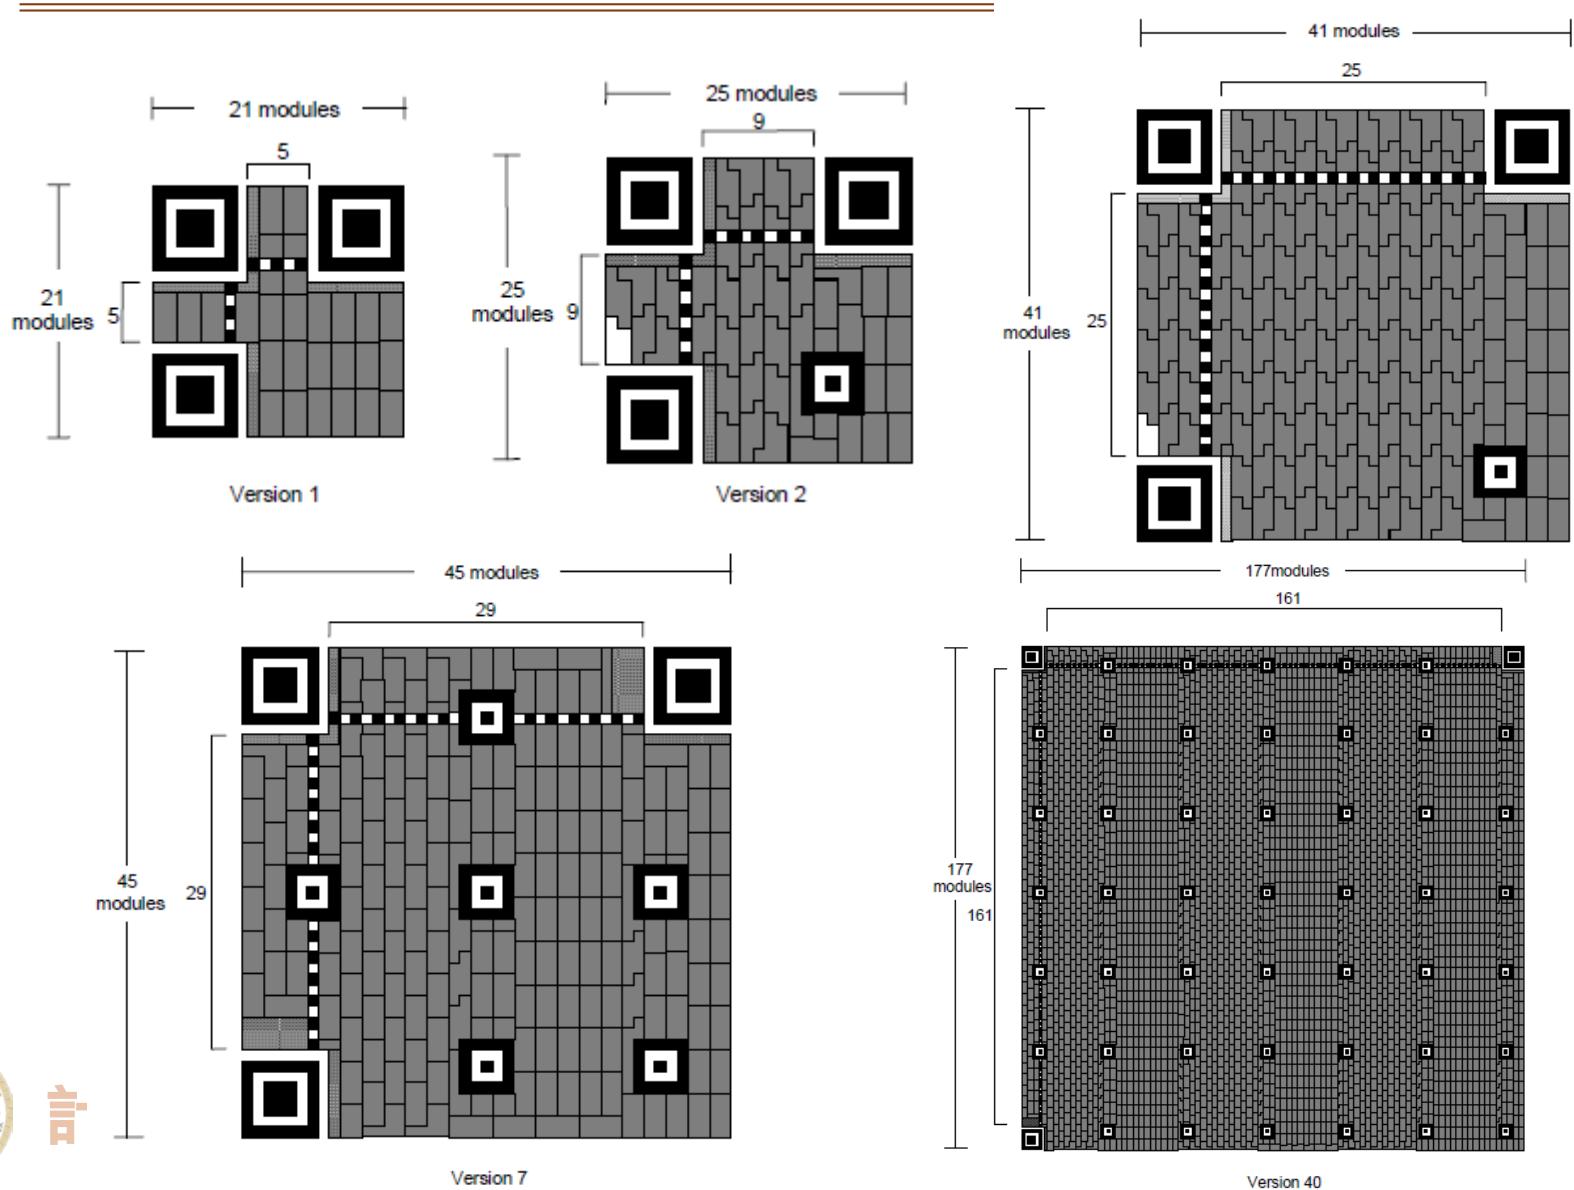 21 modules
5
21
modules
5
Version 1
25 modules
9
25
modules
9
Version 2
41 modules
25
41
modules
25
45 modules
29
45
modules
29
Version 7
177modules
161
177
modules
161
Version 40